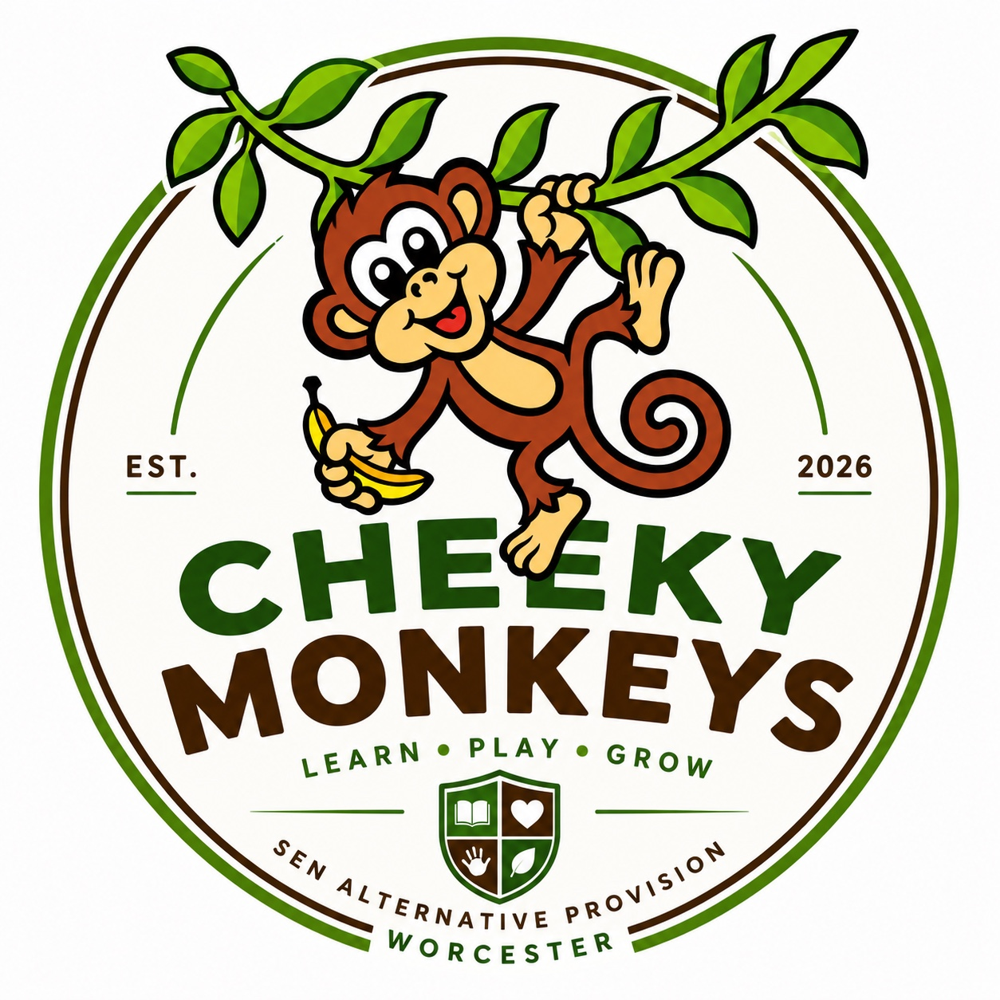 EST.
2026
CHEEKY
MONKEYS
LEARN • PLAY • GROW
SEN ALTERNATIVE PROVISION
WORCESTER